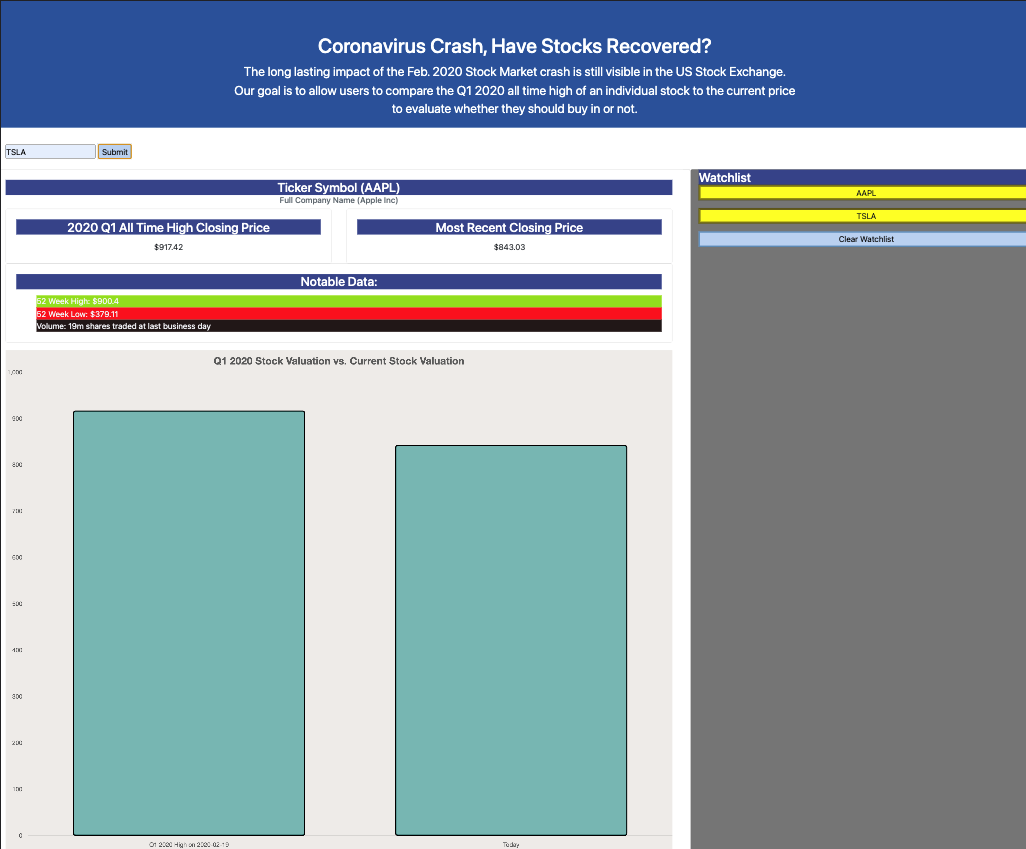 Coronavirus Crash, Have Stocks Recovered?
The long lasting impact of the Feb. 2020 Stock Market crash is still visible in the US Stock Exchange.
Our goal is to allow users to compare the Q1 2020 all time high of an individual stock to the current price
to evaluate whether they should buy in or not.
TSLA Submit
Ticker Symbol (AAPL)
Full Company Name (Apple Inc)
2020 Q1 All Time High Closing Price
$917.42
Most Recent Closing Price
$843.03
Notable Data:
52 Week High: $900.4
52 Week Low: $379.11
Volume: 19m shares traded at last business day
Q1 2020 Stock Valuation vs. Current Stock Valuation
1,000
900
800
700
600
500
400
300
200
100
0
Q1 2020 High on 2020-02-19
Today
Watchlist
AAPL
TSLA
Clear Watchlist